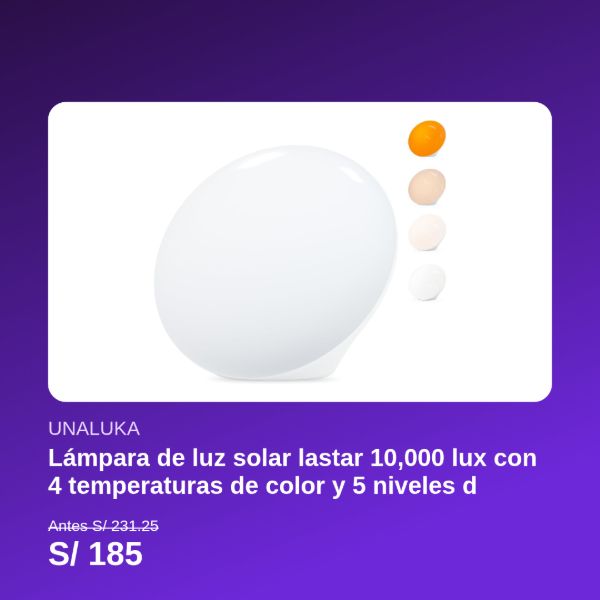 UNALUKA
Lámpara de luz solar lastar 10,000 lux con
4 temperaturas de color y 5 niveles d
Antes S/ 231.25
S/ 185